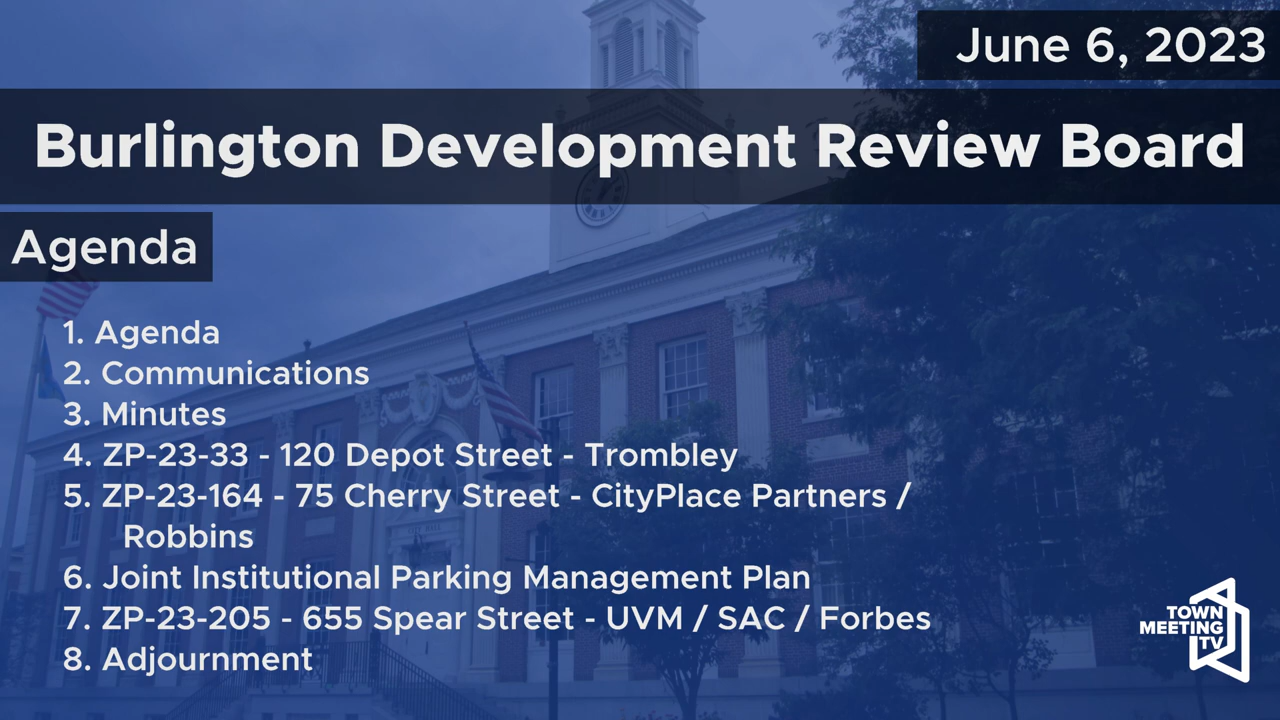 June 6, 2023
Burlington Development Review Board
Agenda
1. Agenda
2. Communications
3. Minutes
4. ZP-23-33 - 120 Depot Street - Trombley
5. ZP-23-164 - 75 Cherry Street - CityPlace Partners /
Robbins
6. Joint Institutional Parking Management Plan
7. ZP-23-205 - 655 Spear Street - UVM / SAC / Forbes
8. Adjournment
TOWN
MEETING
TV